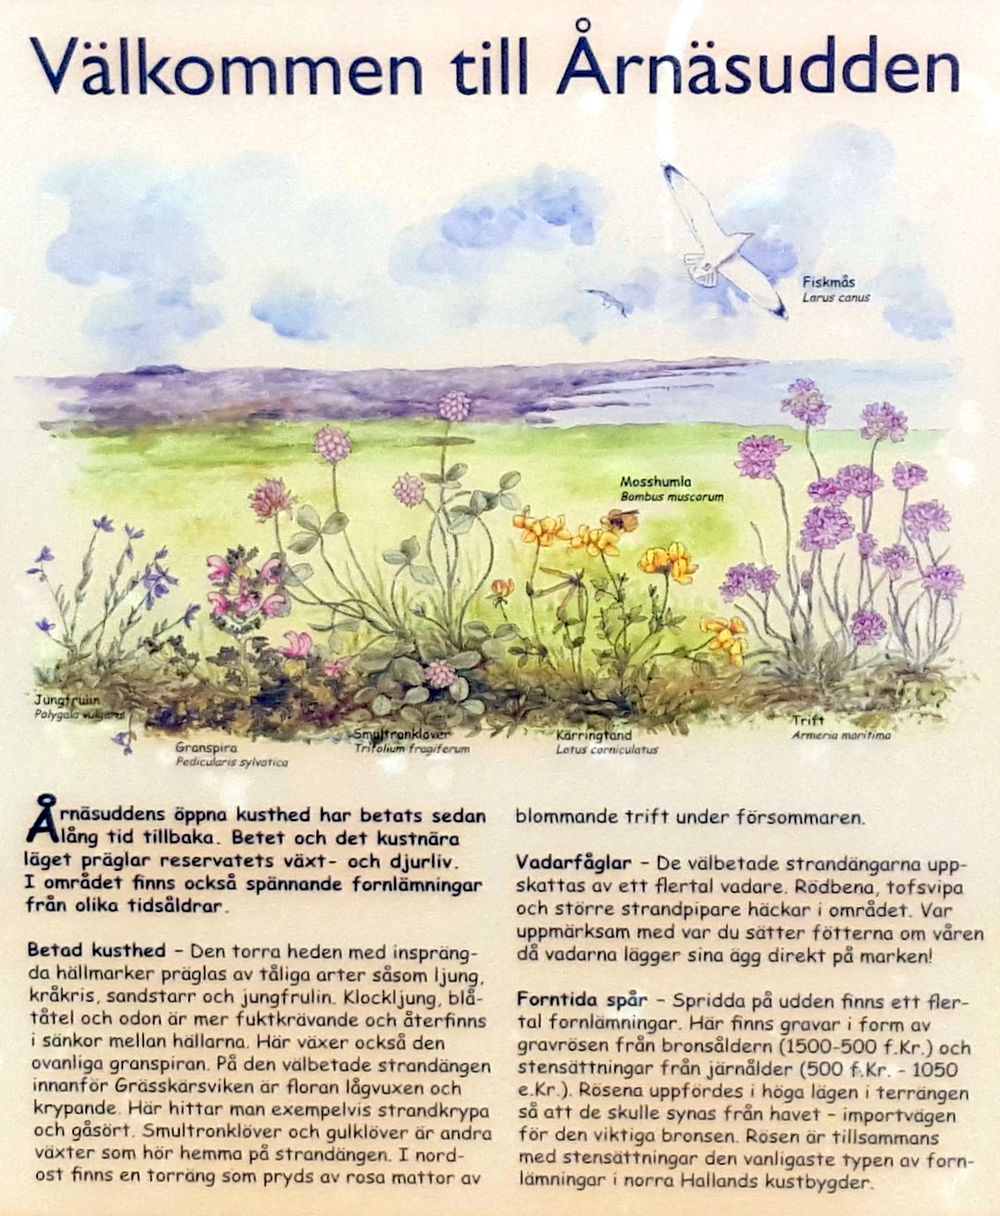 Välkommen till Årnäsudden
Fiskmås
Larus canus
Mosshumla
Bombus muscorum
Jungfrulin
Polygala vulgaris
Granspira
Pedicularis sylvatica
Smultronklöver
Trifolium fragiferum
Kärringtand
Lotus corniculatus
Trift
Armeria maritima
Årnäsuddens öppna kusthed har betats sedan
lång tid tillbaka. Betet och det kustnära
läget präglar reservatets växt- och djurliv.
I området finns också spännande fornlämningar
från olika tidsåldrar.
Betad kusthed – Den torra heden med inspräng-
da hällmarker präglas av tåliga arter såsom ljung,
kråkris, sandstarr och jungfrulin. Klockljung, blå-
tåtel och odon är mer fuktkrävande och återfinns
i sänkor mellan hällarna. Här växer också den
ovanliga granspiran. På den välbetade strandängen
innanför Grässkärsviken är floran lågvuxen och
krypande. Här hittar man exempelvis strandkrypa
och gåsört. Smultronklöver och gulklöver är andra
växter som hör hemma på strandängen. I nord-
ost finns en torräng som pryds av rosa mattor av
blommande trift under försommaren.
Vadarfåglar – De välbetade strandängarna upp-
skattas av ett flertal vadare. Rödbena, tofsvipa
och större strandpipare häckar i området. Var
uppmärksam med var du sätter fötterna om våren
då vadarna lägger sina ägg direkt på marken!
Forntida spår – Spridda på udden finns ett fler-
tal fornlämningar. Här finns gravar i form av
gravrösen från bronsåldern (1500-500 f.Kr.) och
stensättningar från järnålder (500 f.Kr. - 1050
e.Kr.). Rösena uppfördes i höga lägen i terrängen
så att de skulle synas från havet – importvägen
för den viktiga bronsen. Rösen är tillsammans
med stensättningar den vanligaste typen av forn-
lämningar i norra Hallands kustbygder.